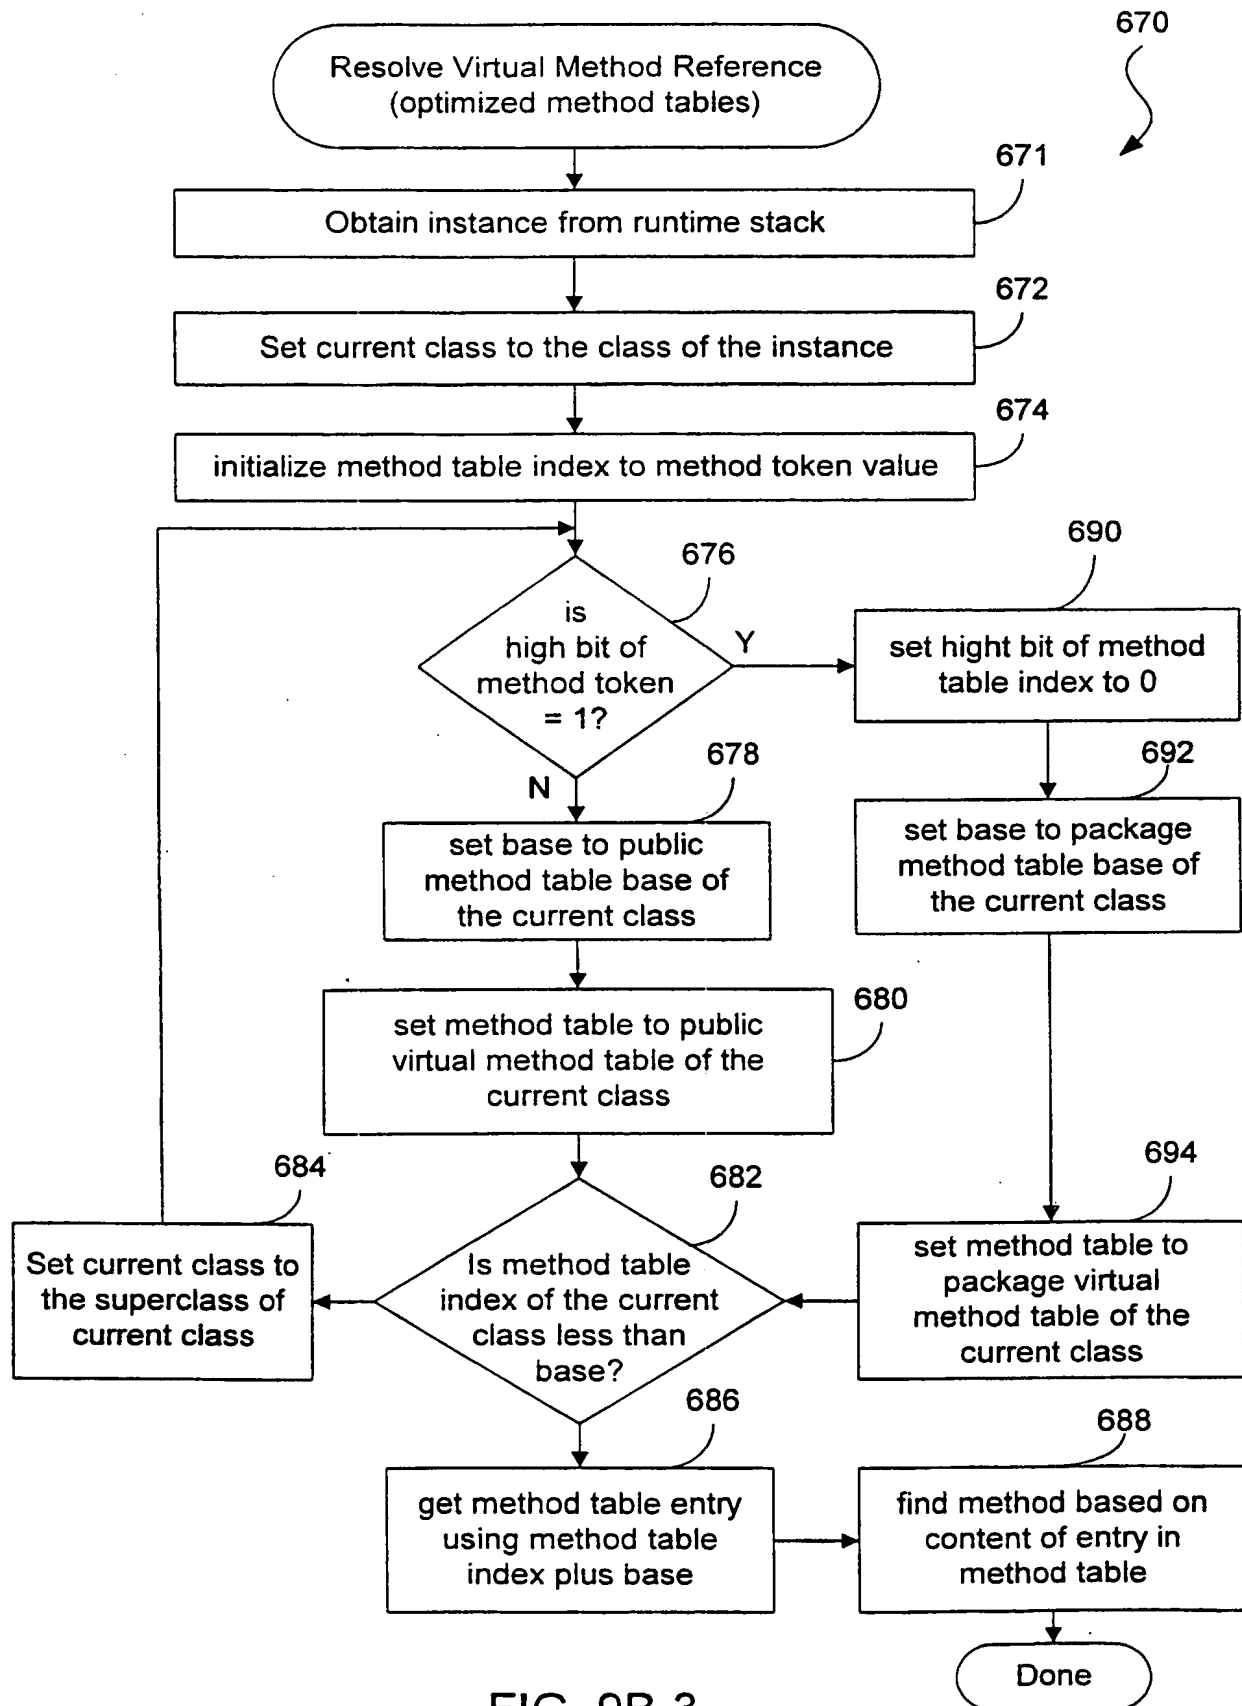 670
Resolve Virtual Method Reference
(optimized method tables)
671
Obtain instance from runtime stack
672
Set current class to the class of the instance
674
initialize method table index to method token value
676
is
high bit of
method token
= 1?
Y
690
set hight bit of method
table index to 0
N
678
set base to public
method table base of
the current class
692
set base to package
method table base of
the current class
680
set method table to public
virtual method table of the
current class
684
Set current class to
the superclass of
current class
682
Is method table
index of the current
class less than
base?
694
set method table to
package virtual
method table of the
current class
686
get method table entry
using method table
index plus base
688
find method based on
content of entry in
method table
Done
FIG. 9B-3